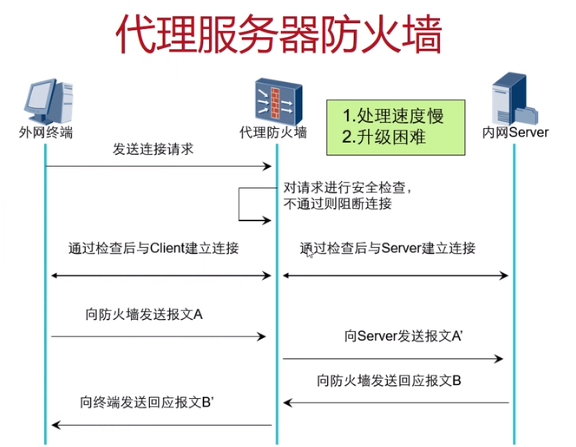 代理服务器防火墙
外网终端
代理防火墙
1.处理速度慢
2.升级困难
内网Server
发送连接请求
对请求进行安全检查，
不通过则阻断连接
通过检查后与Client建立连接
通过检查后与Server建立连接
向防火墙发送报文A
向Server发送报文A’
向防火墙发送回应报文B
向终端发送回应报文B’